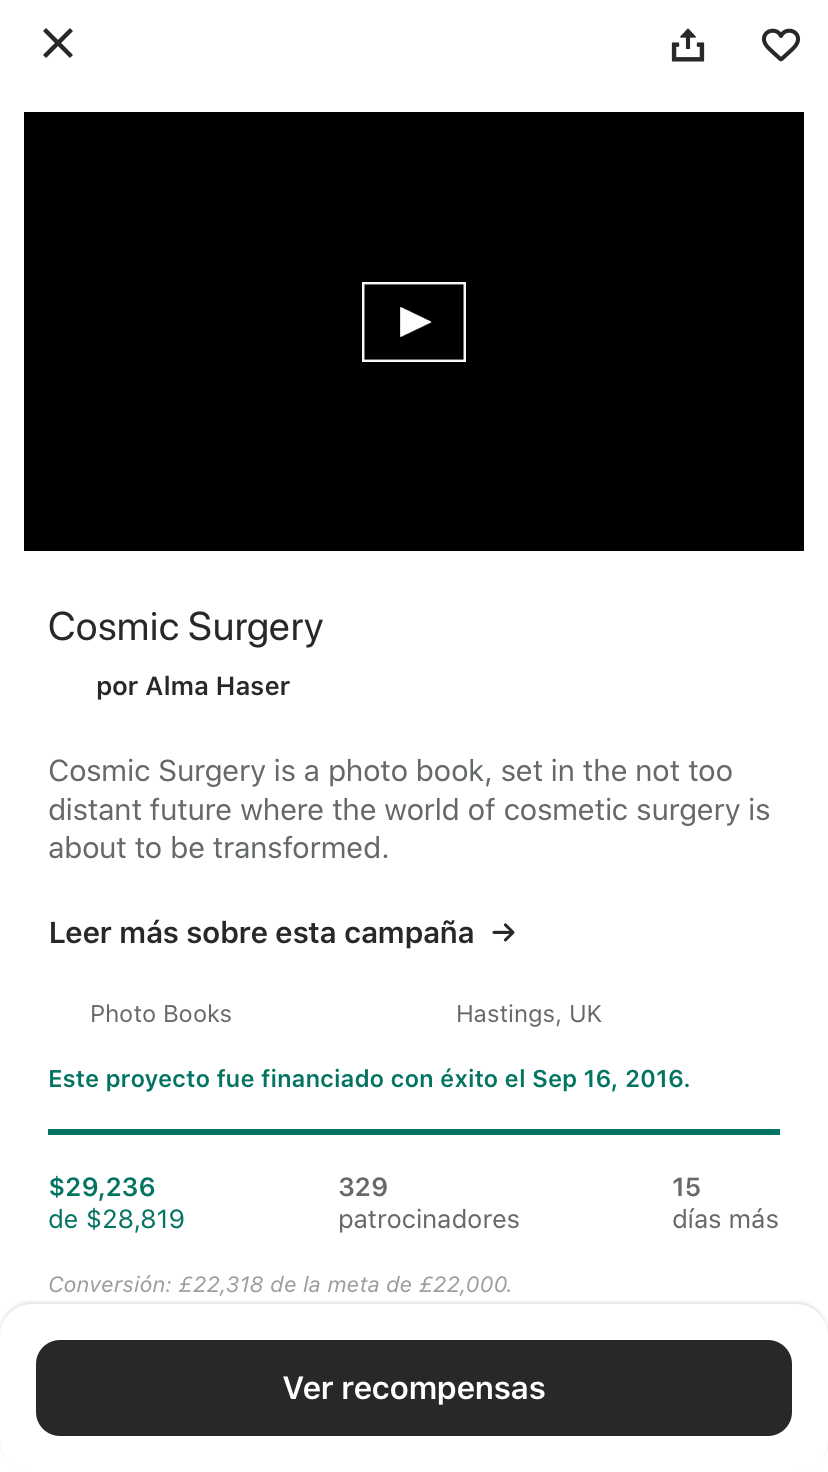 Cosmic Surgery
por Alma Haser
Cosmic Surgery is a photo book, set in the not too
distant future where the world of cosmetic surgery is
about to be transformed.
Leer más sobre esta campaña →
Photo Books
Hastings, UK
Este proyecto fue financiado con éxito el Sep 16, 2016.
$29,236
de $28,819
329
patrocinadores
15
días más
Conversión: £22,318 de la meta de £22,000.
Ver recompensas